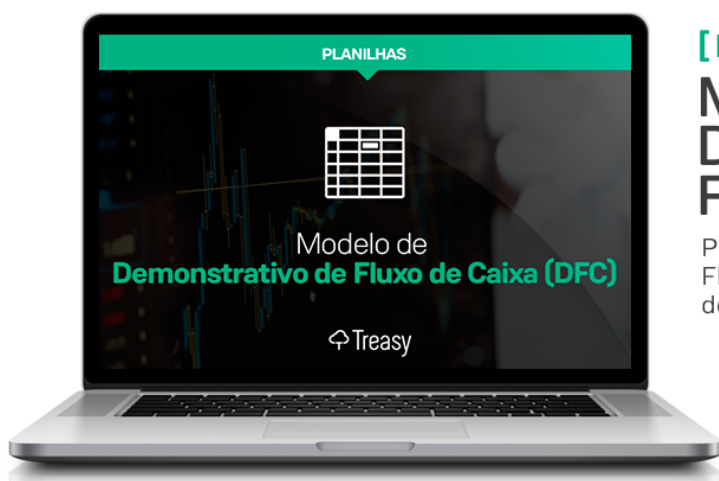 PLANILHAS
Modelo de
Demonstrativo de Fluxo de Caixa (DFC)
Treasy